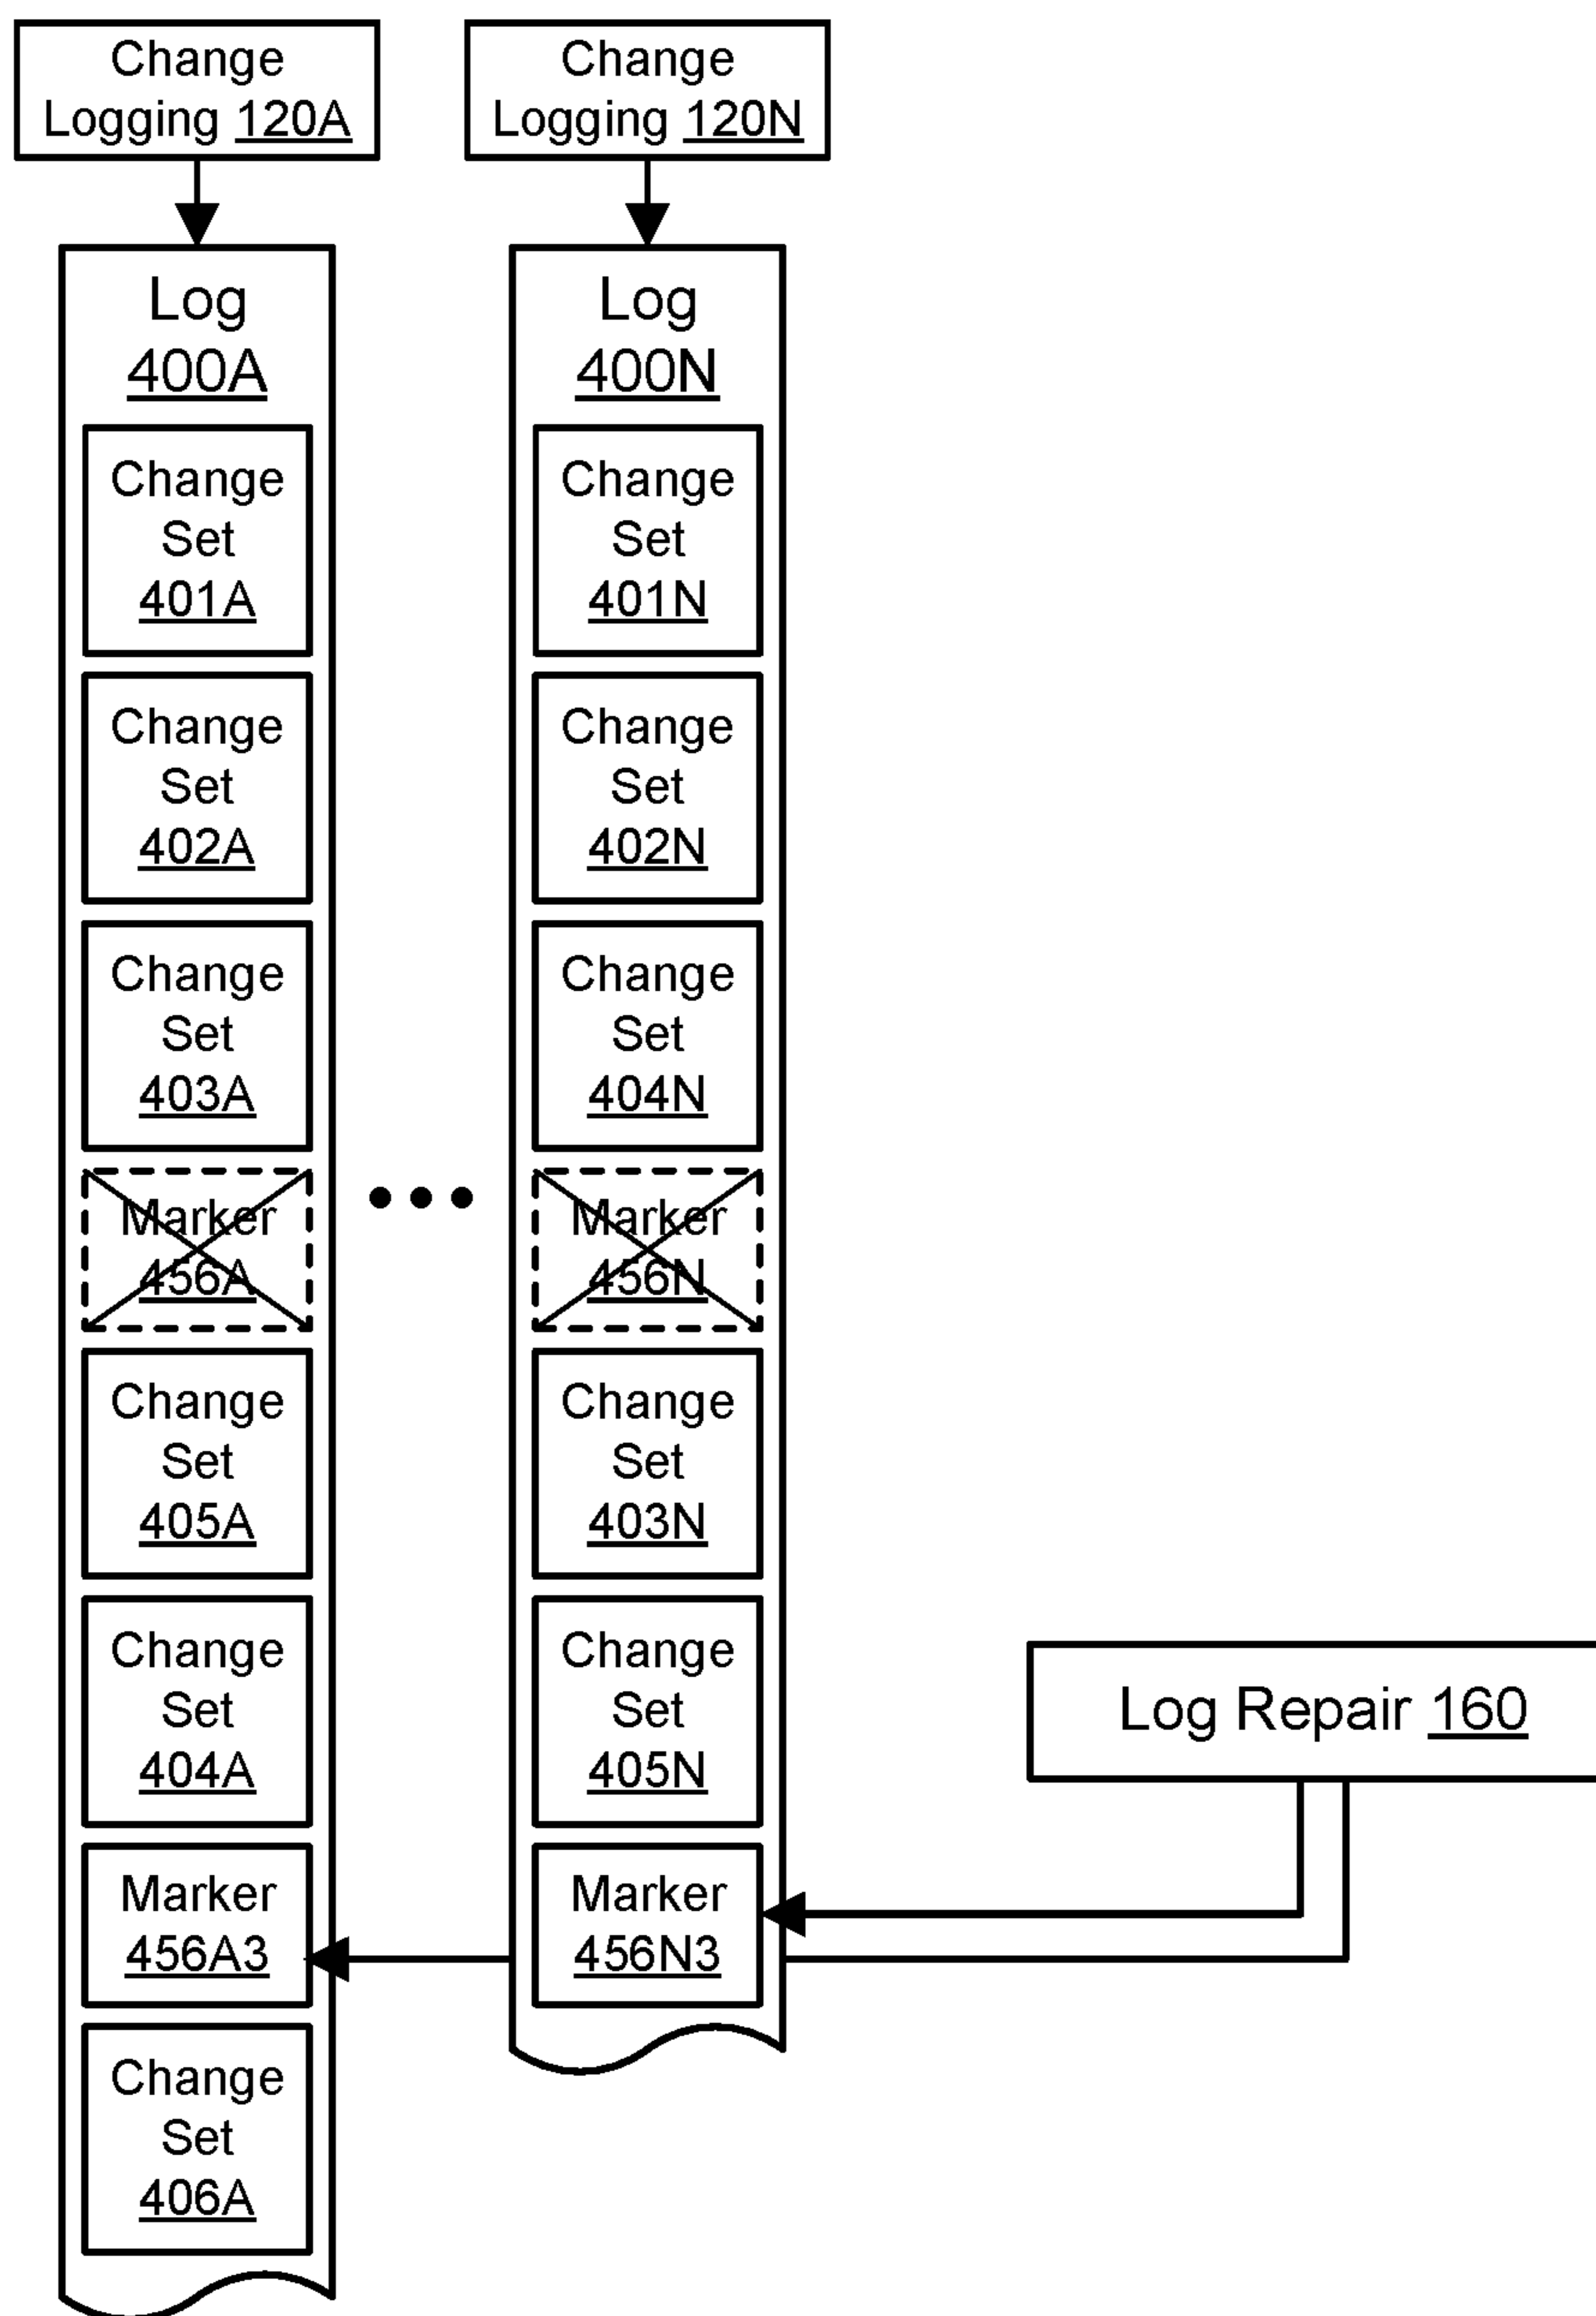 Change
Logging 120A
Change
Logging 120N
Log
400A
Change
Set
401A
Change
Set
402A
Change
Set
403A
Marker
456A
Change
Set
405A
Change
Set
404A
Marker
456A3
Change
Set
406A
Log
400N
Change
Set
401N
Change
Set
402N
Change
Set
404N
Marker
456N
Change
Set
403N
Change
Set
405N
Marker
456N3
Log Repair 160